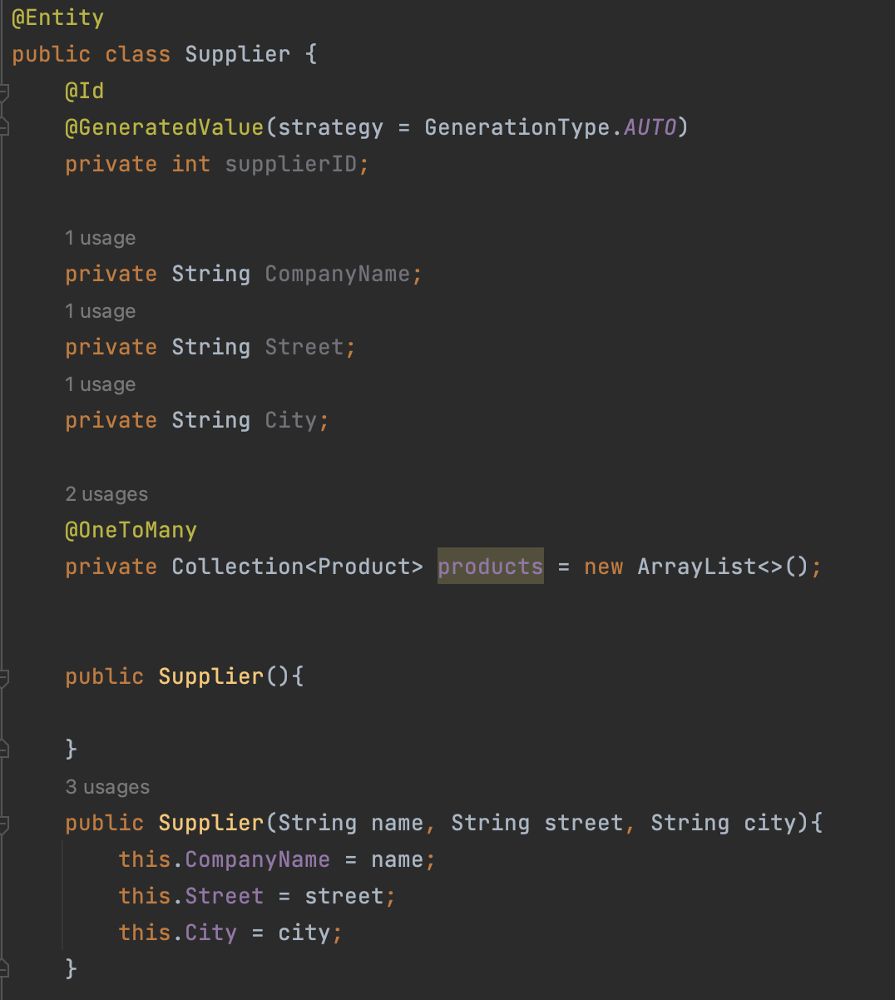 @Entity
public class Supplier {
@Id
@GeneratedValue(strategy = GenerationType.AUTO)
private int supplierID;
1 usage
private String CompanyName;
1 usage
private String Street;
1 usage
private String City;
2 usages
@OneToMany
private Collection<Product> products = new ArrayList<>();
public Supplier(){
}
3 usages
public Supplier(String name, String street, String city){
this.CompanyName = name;
this.Street = street;
this.City = city;
}